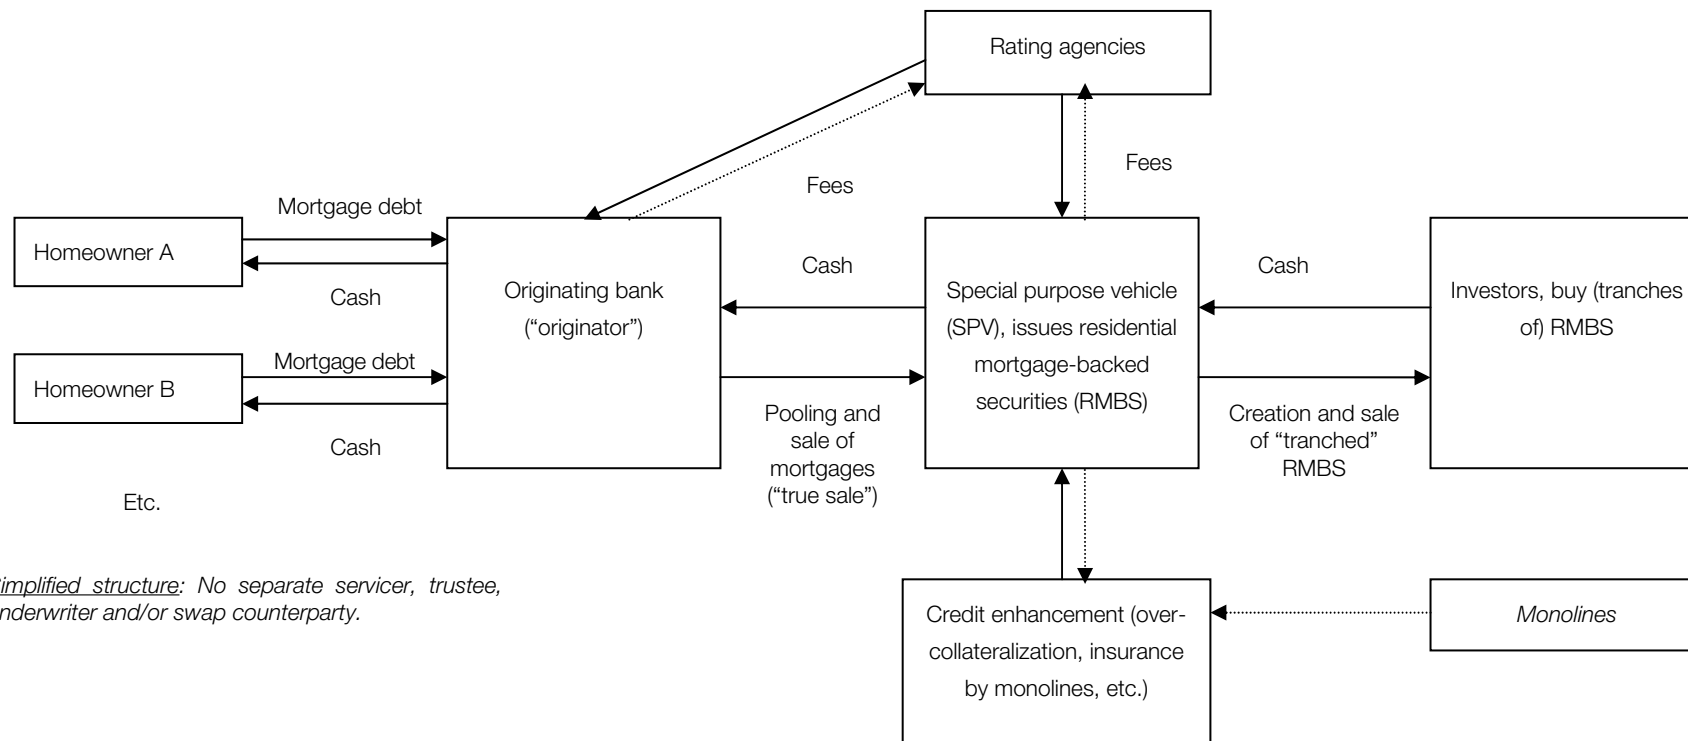 Rating agencies
Fees
Fees
Mortgage debt
Homeowner A
Cash
Mortgage debt
Homeowner B
Cash
Etc.
Originating bank
(“originator”)
Cash
Pooling and
sale of
mortgages
(“true sale”)
Special purpose vehicle
(SPV), issues residential
mortgage-backed
securities (RMBS)
Cash
Creation and sale
of “tranched”
RMBS
Investors, buy (tranches
of) RMBS
implified structure: No separate servicer, trustee,
nderwriter and/or swap counterparty.
Credit enhancement (over-
collateralization, insurance
by monolines, etc.)
Monolines